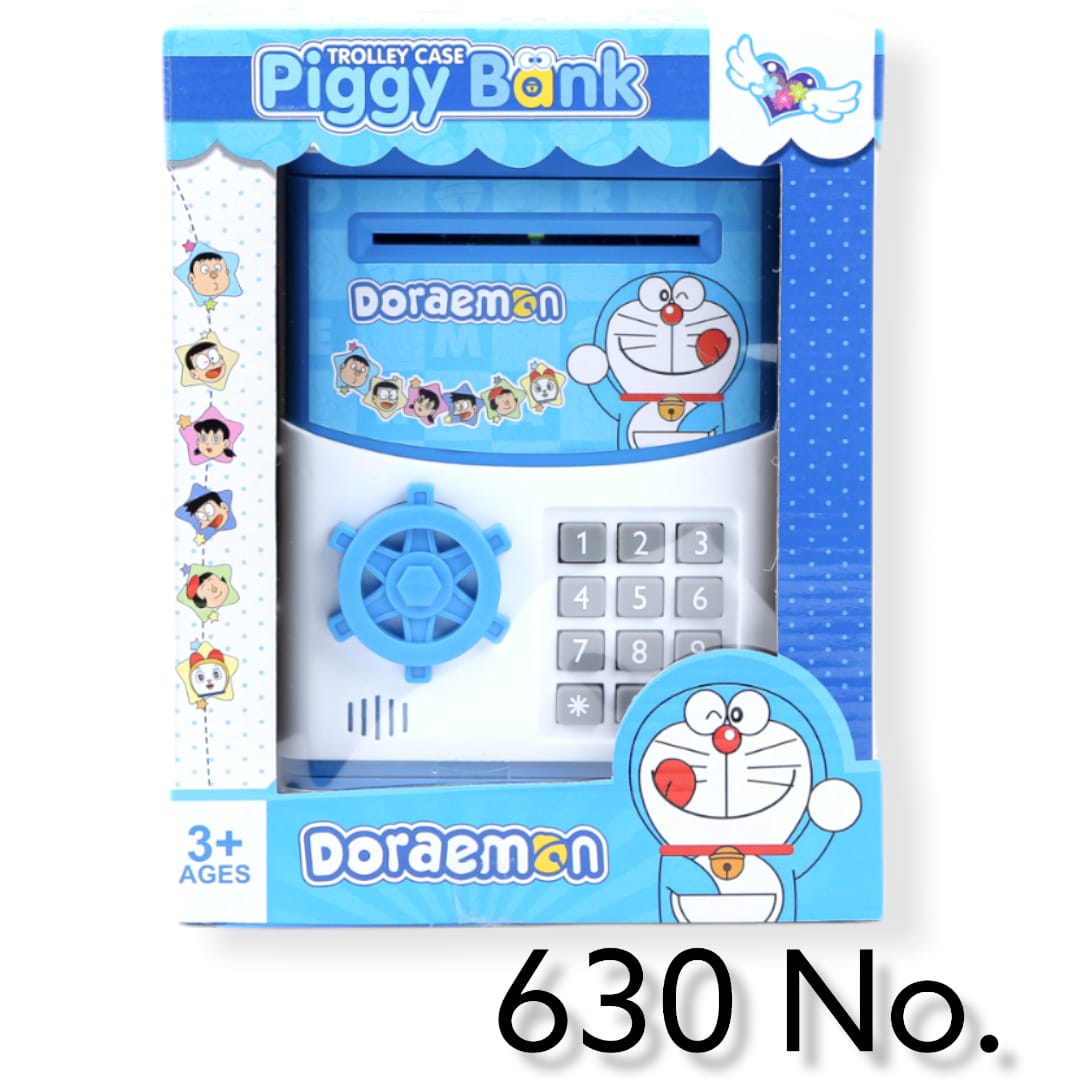 TROLLEY CASE
Piggy Bank
Doraemon
1 2 3
4 5 6
7 8 9
*
3+
AGES
Doraemon
630 No.